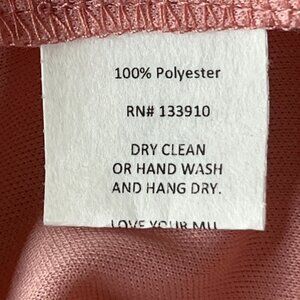 100% Polyester
RN# 133910
DRY CLEAN
OR HAND WASH
AND HANG DRY.
LOVE YOUR